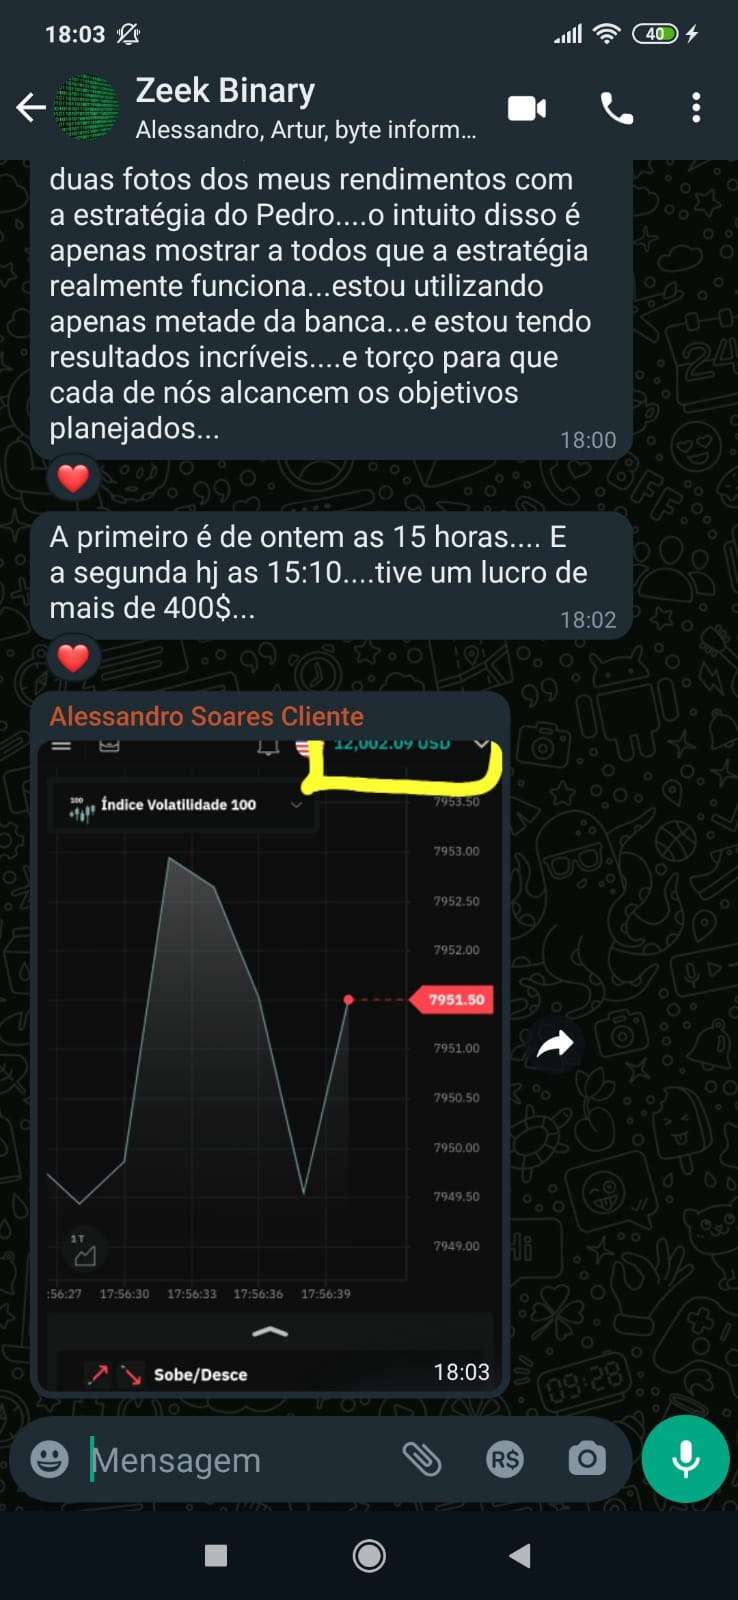 18:03
40
Zeek Binary
Alessandro, Artur, byte inform...
duas fotos dos meus rendimentos com
a estratégia do Pedro....o intuito disso é
apenas mostrar a todos que a estratégia
realmente funciona...estou utilizando
apenas metade da banca...e estou tendo
resultados incríveis....e torço para que
cada de nós alcancem os objetivos
planejados...
18:00
A primeiro é de ontem as 15 horas.... E
a segunda hj as 15:10....tive um lucro de
mais de 400$...
18:02
Alessandro Soares Cliente
12,002.09 USD
100
Índice Volatilidade 100
7953.50
7953.00
7952.50
7952.00
7951.50
7951.00
7950.50
7950.00
7949.50
7949.00
1T
:56:27 17:56:30 17:56:33 17:56:36 17:56:39
Sobe/Desce
18:03
Mensagem
R$